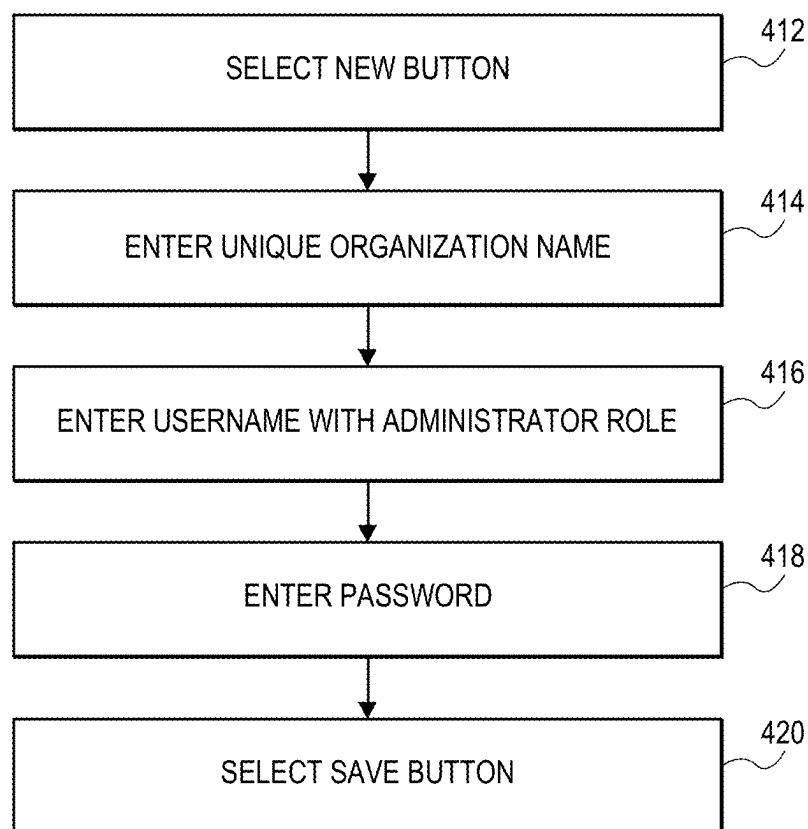 412
SELECT NEW BUTTON
414
ENTER UNIQUE ORGANIZATION NAME
416
ENTER USERNAME WITH ADMINISTRATOR ROLE
418
ENTER PASSWORD
420
SELECT SAVE BUTTON